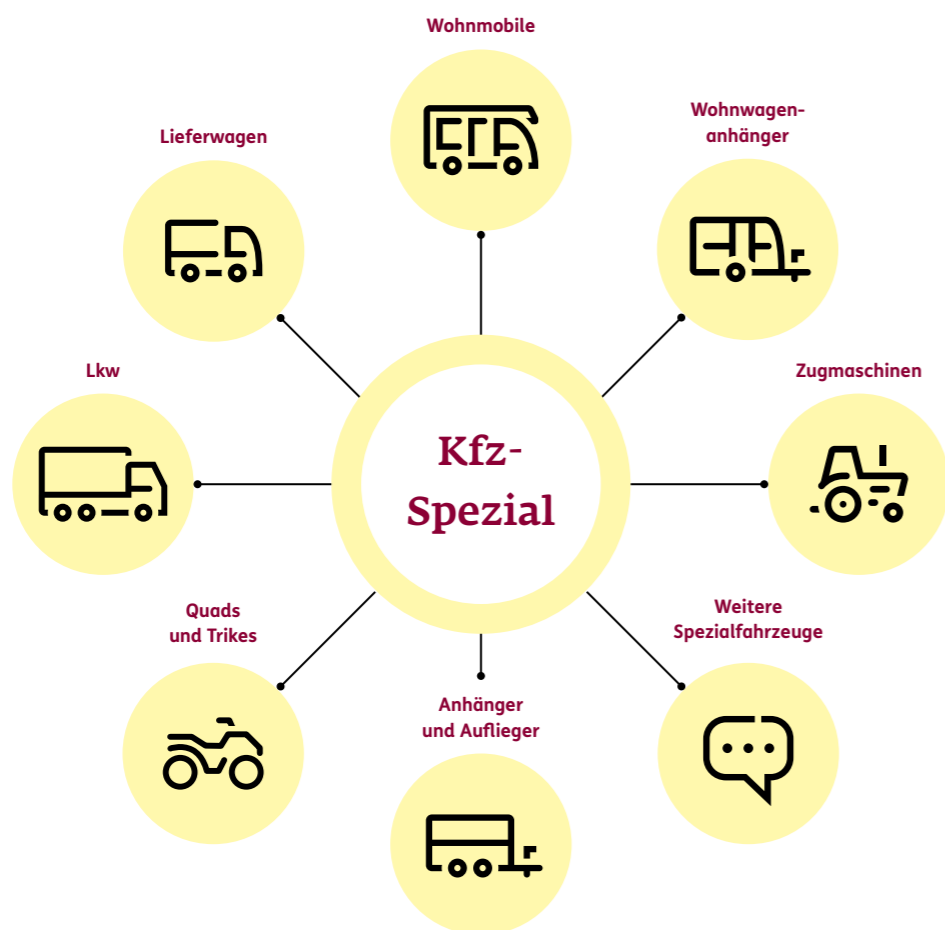 Wohnmobile
Wohnwagen-
anhänger
Lieferwagen
Lkw
Zugmaschinen
Kfz-
Spezial
Quads
und Trikes
Weitere
Spezialfahrzeuge
Anhänger
und Auflieger